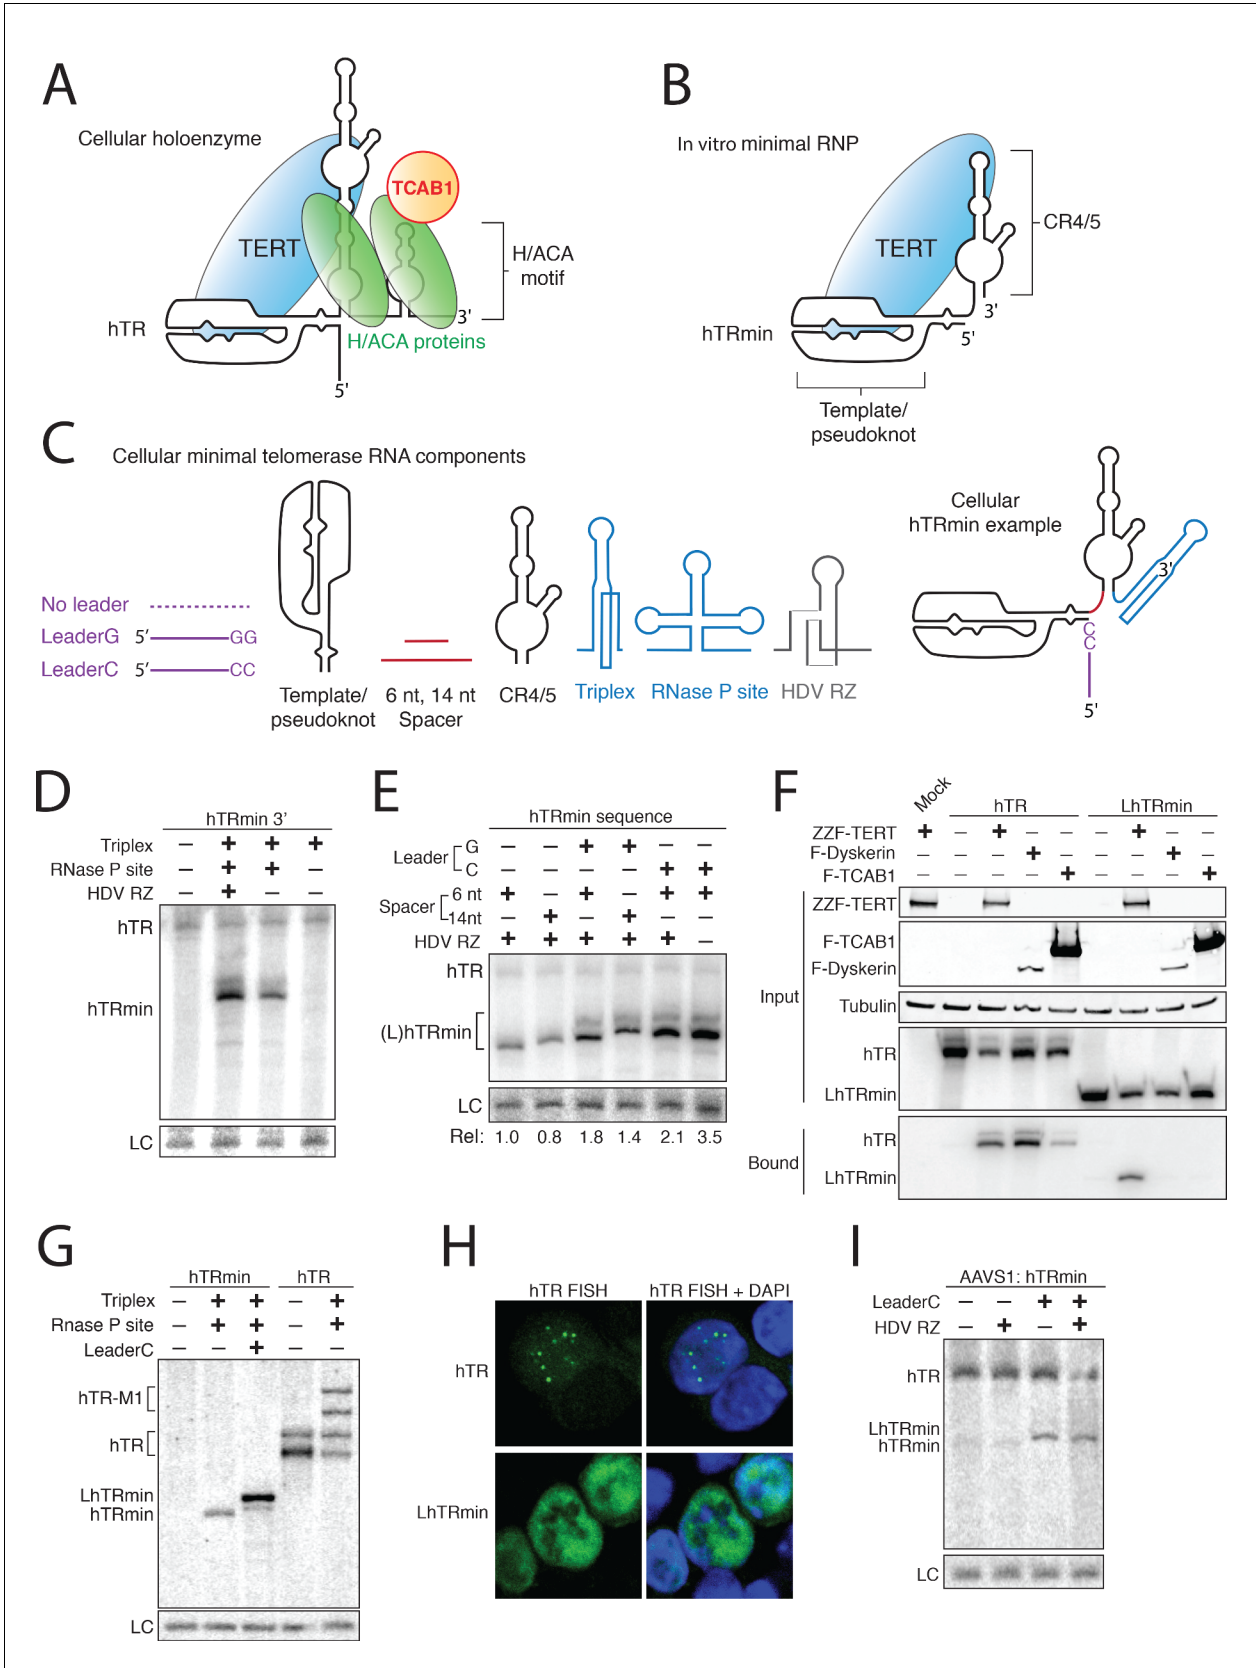 A
Cellular holoenzyme
TCAB1
TERT
H/ACA
motif
hTR
3'
H/ACA proteins
5'
B
In vitro minimal RNP
TERT
CR4/5
3'
hTRmin
5'
Template/
pseudoknot
C
Cellular minimal telomerase RNA components
No leader
LeaderG 5′ GG
LeaderC 5′ CC
Template/
pseudoknot
6 nt, 14 nt
Spacer
CR4/5
Triplex
RNase P site
HDV RZ
Cellular
hTRmin example
3'
C
C
5'
D
hTRmin 3’
Triplex – + + +
RNase P site – + + –
HDV RZ – + – –
hTR
hTRmin
LC
E
hTRmin sequence
Leader G – – + + – –
C – – – – + +
Spacer 6 nt + – + – + +
14nt – + – + – –
HDV RZ + + + + + –
hTR
(L)hTRmin
LC
Rel: 1.0 0.8 1.8 1.4 2.1 3.5
F
Mock hTR LhTRmin
ZZF-TERT + – + – – – + – –
F-Dyskerin – – – + – – – + –
F-TCAB1 – – – – + – – – +
ZZF-TERT
F-TCAB1
F-Dyskerin
Input
Tubulin
hTR
LhTRmin
hTR
Bound
LhTRmin
G
hTRmin hTR
Triplex – + + – +
Rnase P site – + + – +
LeaderC – – + – –
hTR-M1
hTR
LhTRmin
hTRmin
LC
H
hTR FISH hTR FISH + DAPI
hTR
LhTRmin
I
AAVS1: hTRmin
LeaderC – – + +
HDV RZ – + – +
hTR
LhTRmin
hTRmin
LC